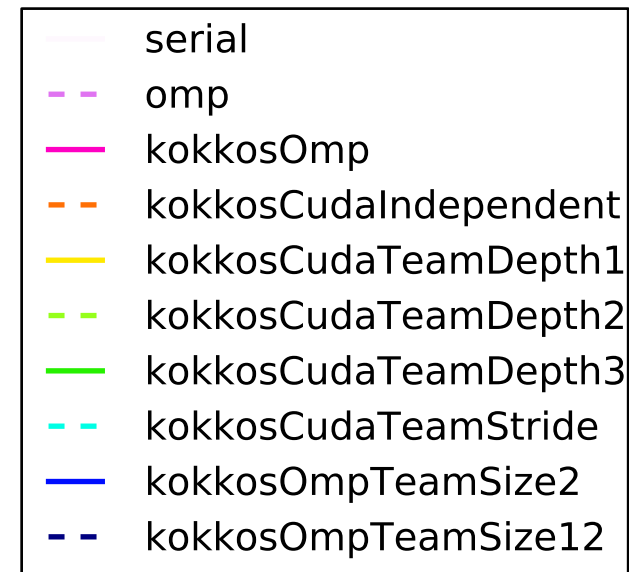 serial
omp
kokkosOmp
kokkosCudaIndependent
kokkosCudaTeamDepth1
kokkosCudaTeamDepth2
kokkosCudaTeamDepth3
kokkosCudaTeamStride
kokkosOmpTeamSize2
kokkosOmpTeamSize12